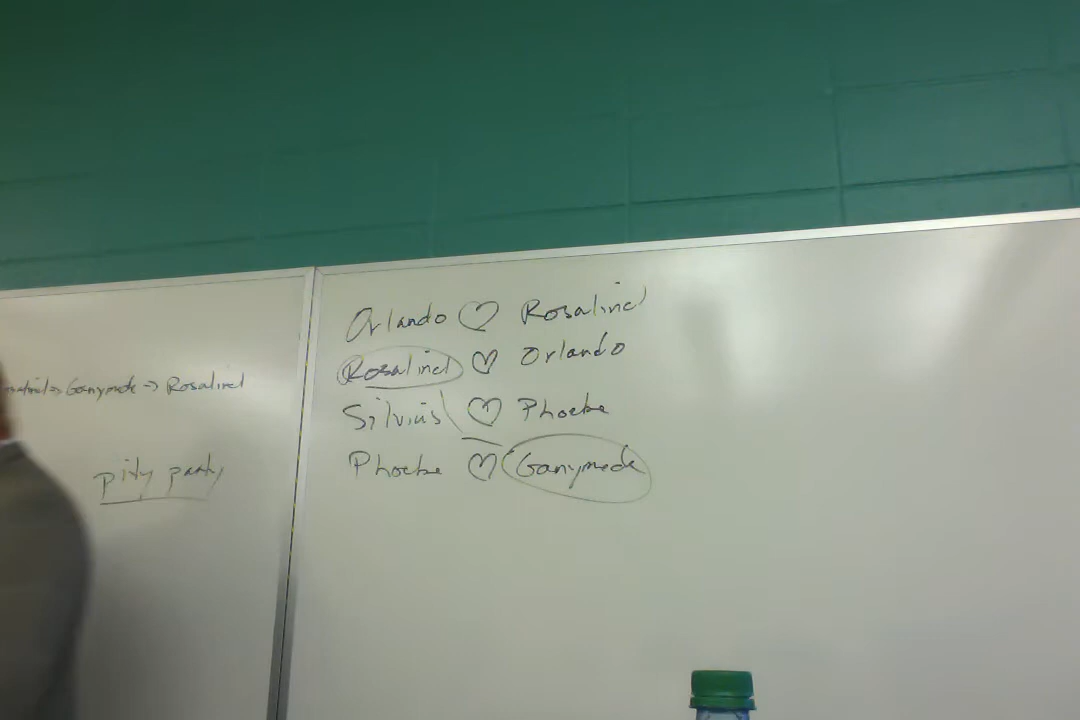 Ganymede -> Rosalind
pity party
Orlando ♡ Rosalind
Rosalind ♡ Orlando
Silvius ♡ Phoebe
Phoebe ♡ Ganymede